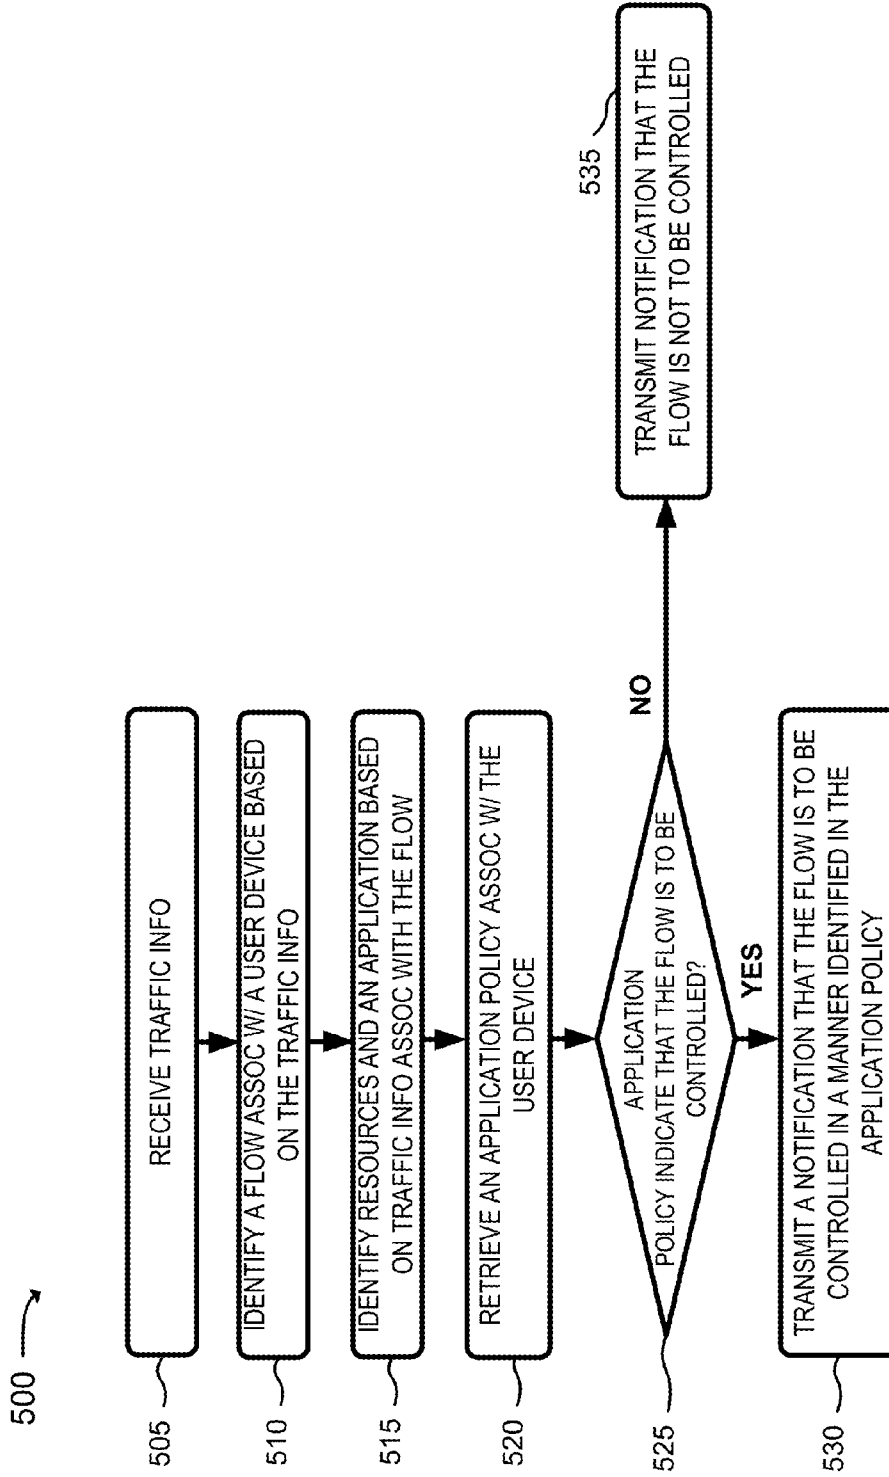 500
505
RECEIVE TRAFFIC INFO
510
IDENTIFY A FLOW ASSOC W/ A USER DEVICE BASED
ON THE TRAFFIC INFO
515
IDENTIFY RESOURCES AND AN APPLICATION BASED
ON TRAFFIC INFO ASSOC WITH THE FLOW
520
RETRIEVE AN APPLICATION POLICY ASSOC W/ THE
USER DEVICE
525
APPLICATION
POLICY INDICATE THAT THE FLOW IS TO BE
CONTROLLED?
NO
535
TRANSMIT NOTIFICATION THAT THE
FLOW IS NOT TO BE CONTROLLED
YES
530
TRANSMIT A NOTIFICATION THAT THE FLOW IS TO BE
CONTROLLED IN A MANNER IDENTIFIED IN THE
APPLICATION POLICY